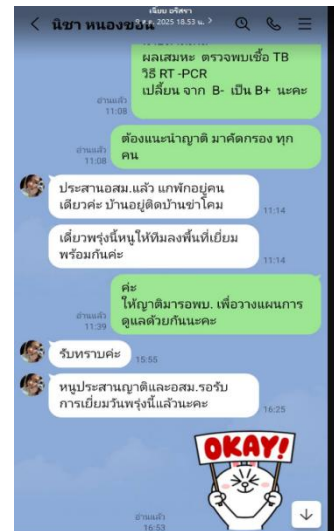 เฉียบ อริศรา
นิชา หนองขอน
2025 18.53 น.
ผลเสมหะ ตรวจพบเชื้อ TB
วิธี RT -PCR
เปลี้ยน จาก B- เป็น B+ นะคะ
อ่านแล้ว
11:08
ต้องแนะนำญาติ มาคัดกรอง ทุก
คน
อ่านแล้ว
11:08
ประสานอสม.แล้ว แกพักอยู่คน
เดียวค่ะ บ้านอยู่ติดบ้านขำโคม
11:14
เดี๋ยวพรุ่งนี้หนูให้ทีมลงพื้นที่เยี่ยม
พร้อมกันค่ะ
11:14
ค่ะ
ให้ญาติมารอพบ. เพื่อวางแผนการ
ดูแลด้วยกันนะคะ
อ่านแล้ว
11:39
รับทราบค่ะ
15:55
หนูประสานญาติและอสม.รอรับ
การเยี่ยมวันพรุ่งนี้แล้วนะคะ
16:25
OKAY!
อ่านแล้ว
16:53